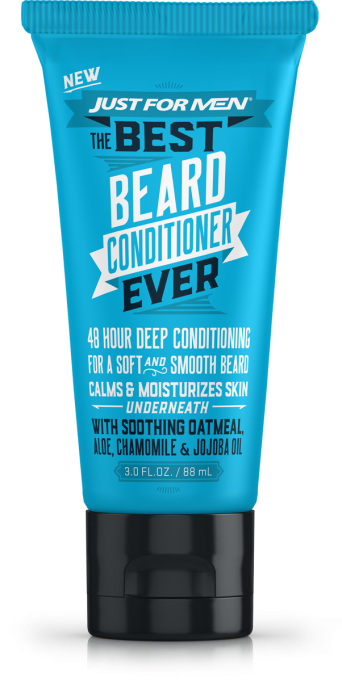 NEW
JUST FOR MEN®
THE BEST
BEARD
CONDITIONER
EVER
48 HOUR DEEP CONDITIONING
FOR A SOFT AND SMOOTH BEARD
CALMS & MOISTURIZES SKIN
UNDERNEATH
WITH SOOTHING OATMEAL,
ALOE, CHAMOMILE & JOJOBA OIL
3.0 FL.OZ. / 88 mL